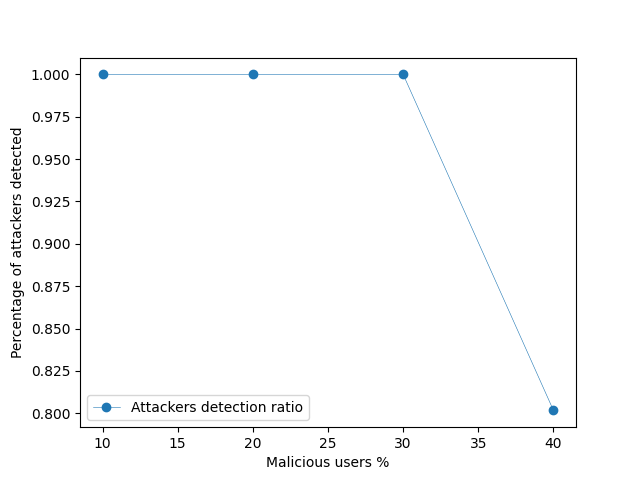 1.000
0.975
0.950
0.925
0.900
0.875
0.850
0.825
0.800
Percentage of attackers detected
Attackers detection ratio
10 15 20 25 30 35 40
Malicious users %